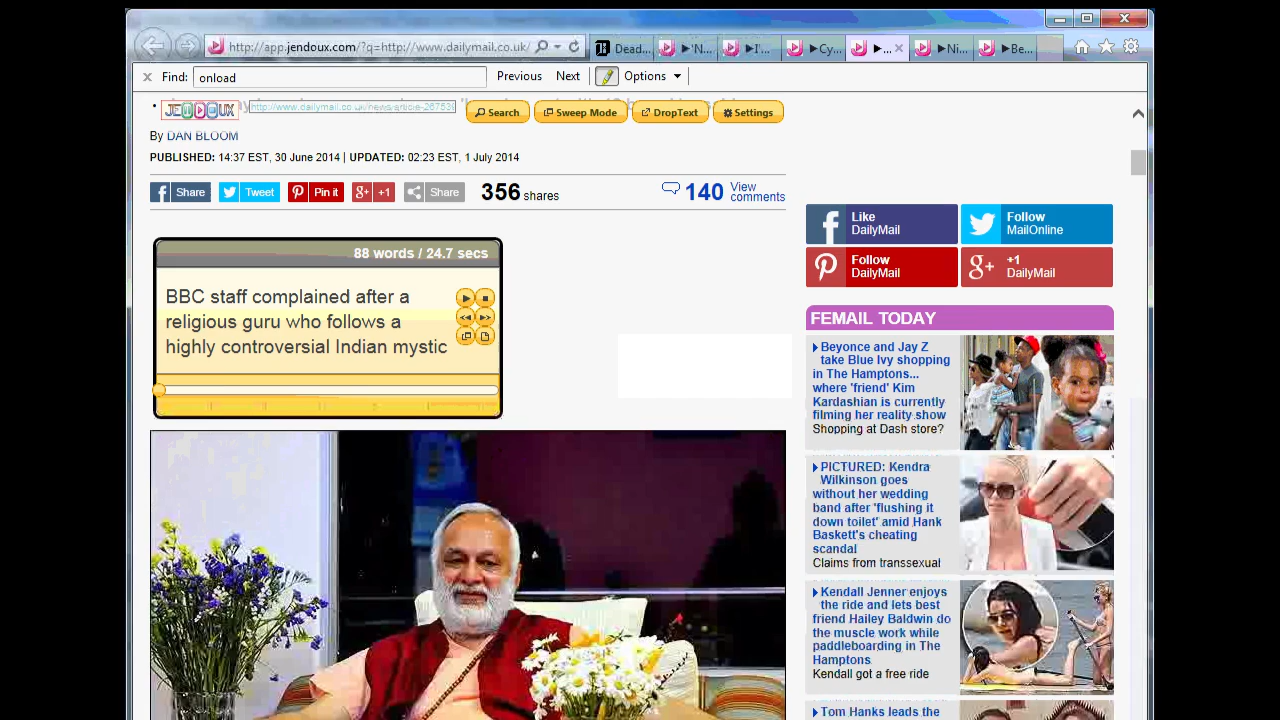 http://app.jendoux.com/?q=http://www.dailymail.co.uk/
Dead...
'N...
I'...
Cy...
...
Ni...
Be...
Find: onload
Previous
Next
Options
JENDOUX
http://www.dailymail.co.uk/news/article-26753
Search
Sweep Mode
DropText
Settings
By DAN BLOOM
PUBLISHED: 14:37 EST, 30 June 2014 | UPDATED: 02:23 EST, 1 July 2014
Share
Tweet
Pin it
+1
Share
356 shares
140 View
comments
88 words / 24.7 secs
BBC staff complained after a
religious guru who follows a
highly controversial Indian mystic
Like
DailyMail
Follow
MailOnline
Follow
DailyMail
+1
DailyMail
FEMAIL TODAY
Beyonce and Jay Z
take Blue Ivy shopping
in The Hamptons...
where 'friend' Kim
Kardashian is currently
filming her reality show
Shopping at Dash store?
PICTURED: Kendra
Wilkinson goes
without her wedding
band after 'flushing it
down toilet' amid Hank
Baskett's cheating
scandal
Claims from transsexual
Kendall Jenner enjoys
the ride and lets best
friend Hailey Baldwin do
the muscle work while
paddleboarding in The
Hamptons
Kendall got a free ride
Tom Hanks leads the